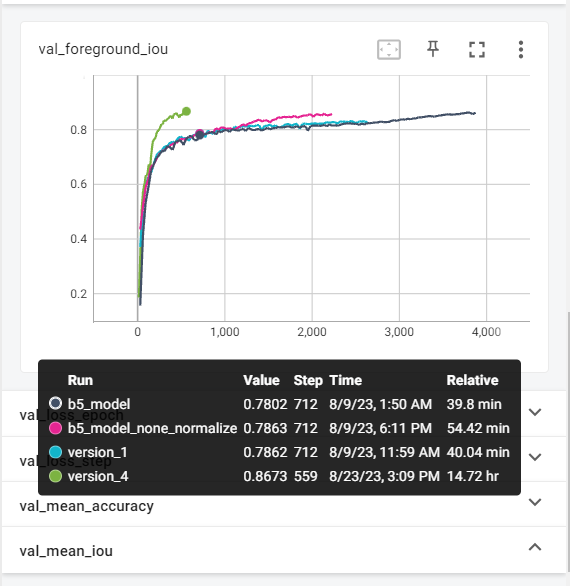 val_foreground_iou
0.8
0.6
0.4
0.2
0 1,000 2,000 3,000 4,000
Run Value Step Time Relative
b5_model 0.7802 712 8/9/23, 1:50 AM 39.8 min
b5_model_none_normalize 0.7863 712 8/9/23, 6:11 PM 54.42 min
version_1 0.7862 712 8/9/23, 11:59 AM 40.04 min
version_4 0.8673 559 8/23/23, 3:09 PM 14.72 hr
val_loss_epoch
val_loss_step
val_mean_accuracy
val_mean_iou